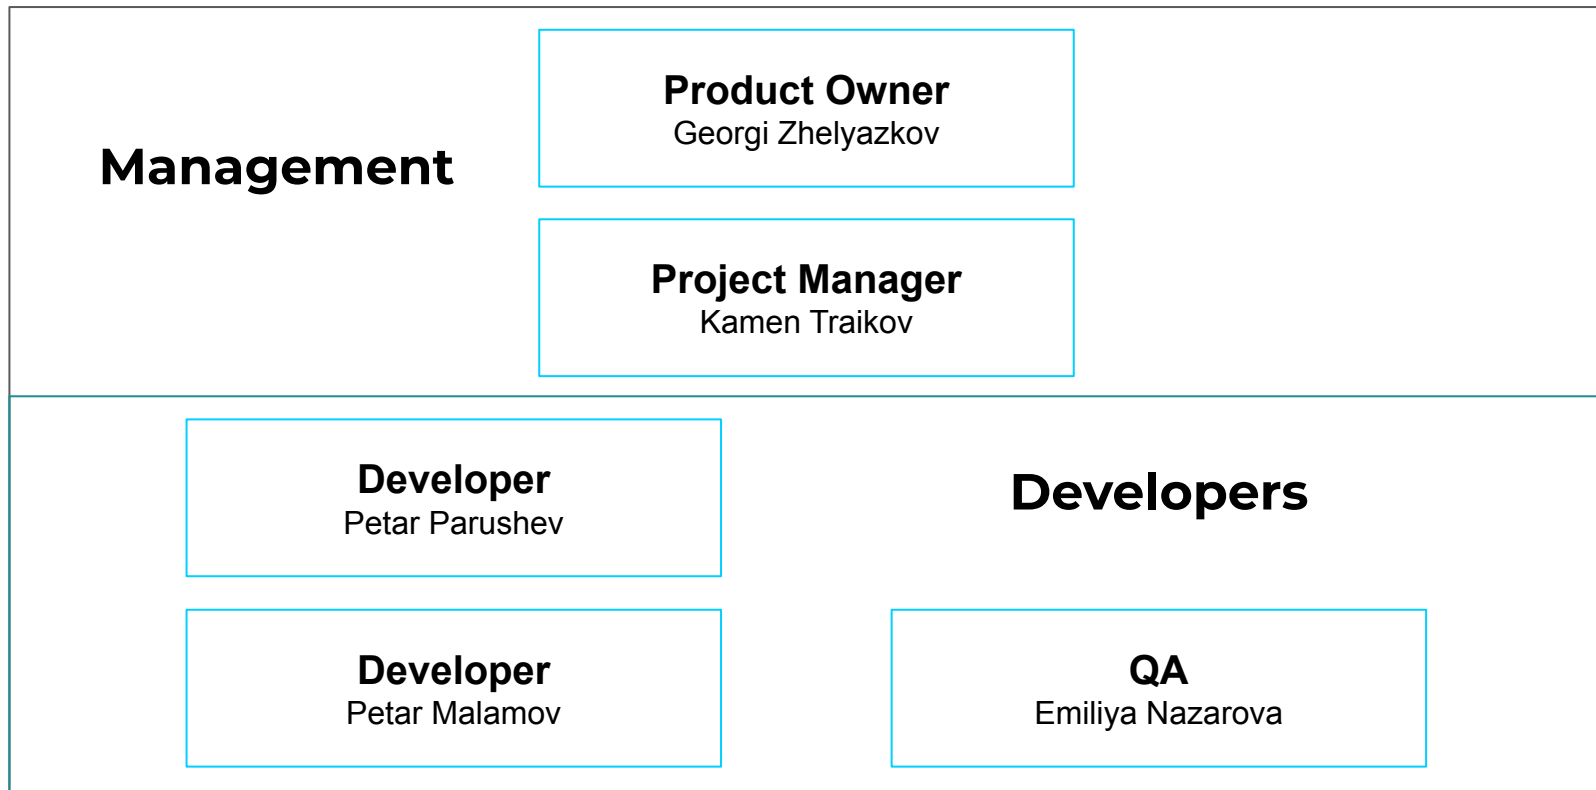 Management
Product Owner
Georgi Zhelyazkov
Project Manager
Kamen Traikov
Developer
Petar Parushev
Developers
Developer
Petar Malamov
QA
Emiliya Nazarova